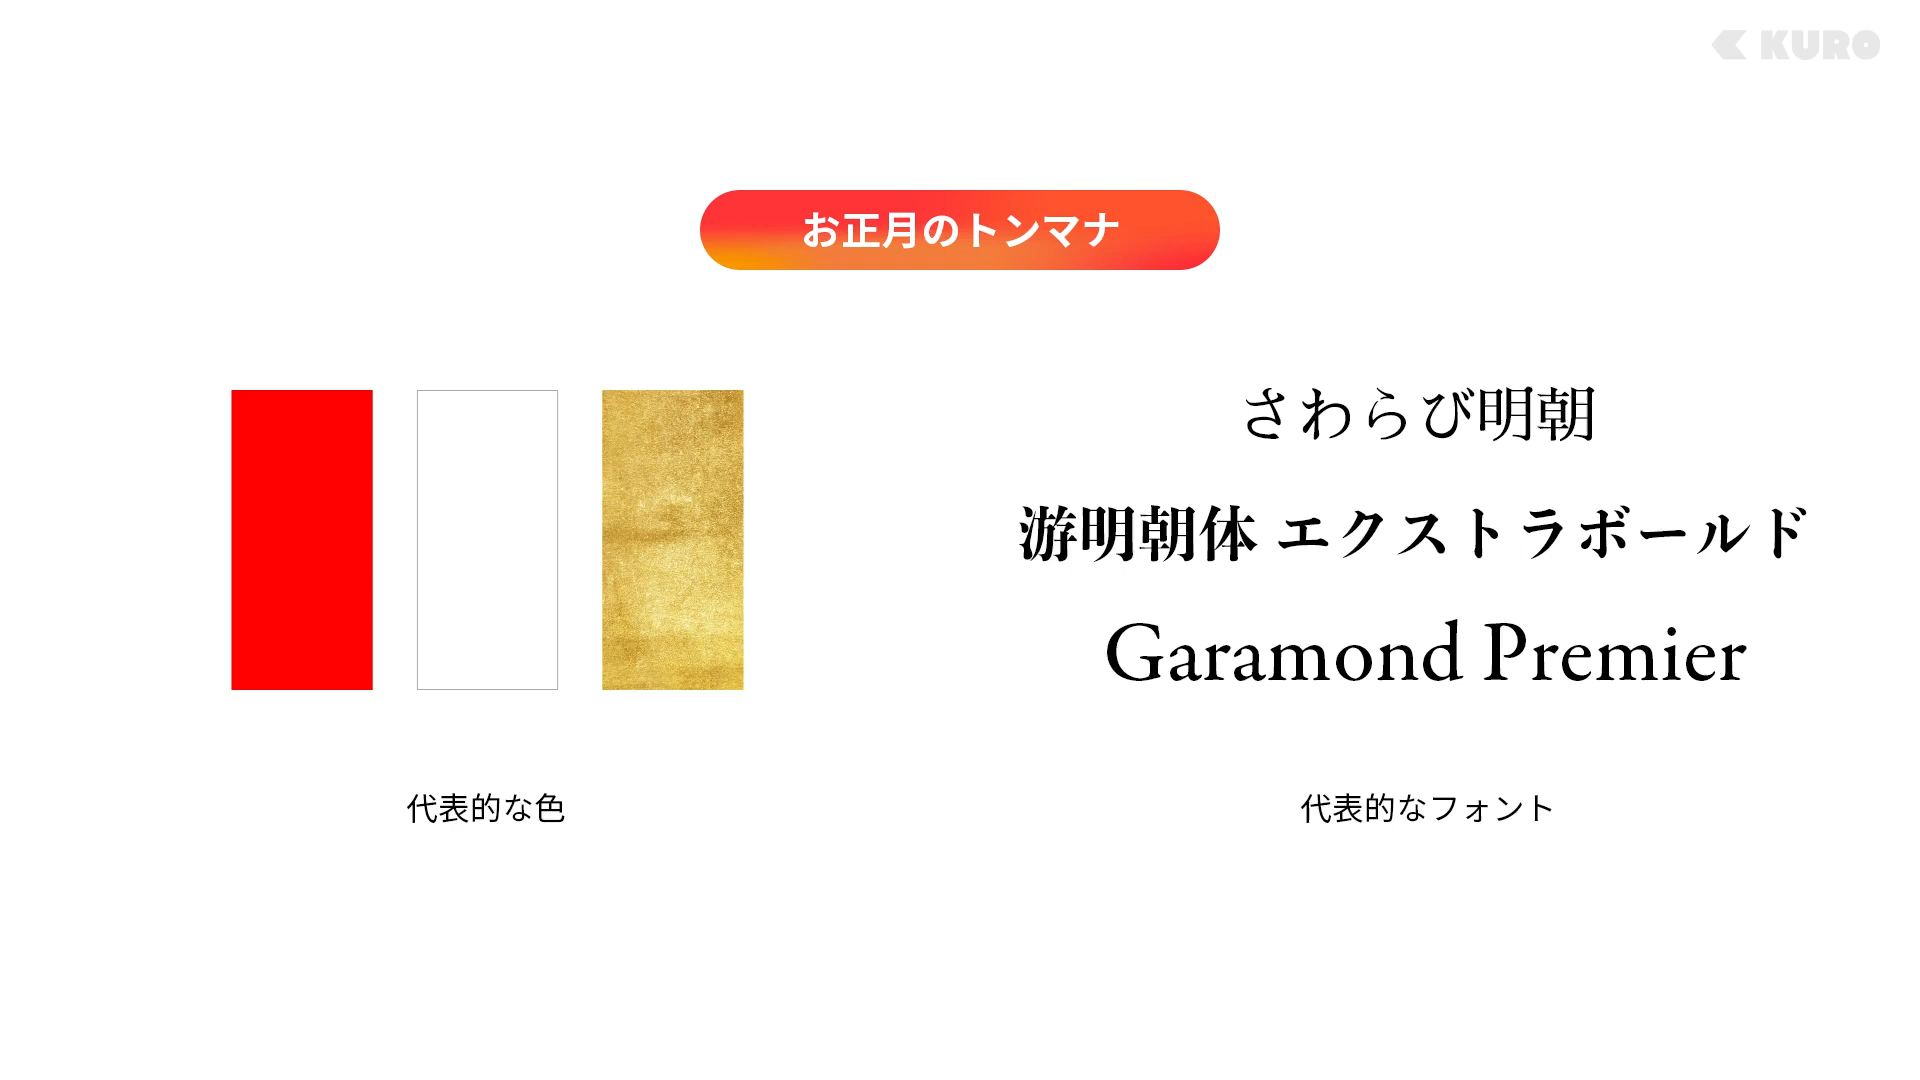 KURO
お正月のトンマナ
さわらび明朝
游明朝体 エクストラボールド
Garamond Premier
代表的な色
代表的なフォント